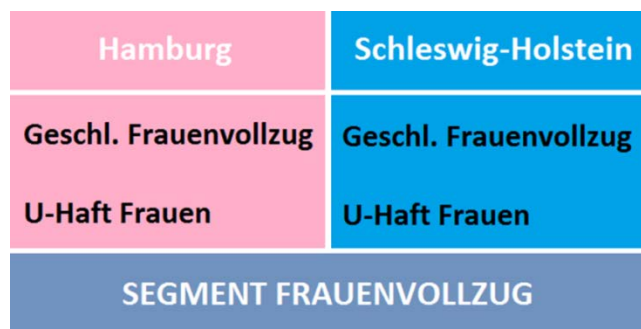 Hamburg
Schleswig-Holstein
Geschl. Frauenvollzug
U-Haft Frauen
Geschl. Frauenvollzug
U-Haft Frauen
SEGMENT FRAUENVOLLZUG